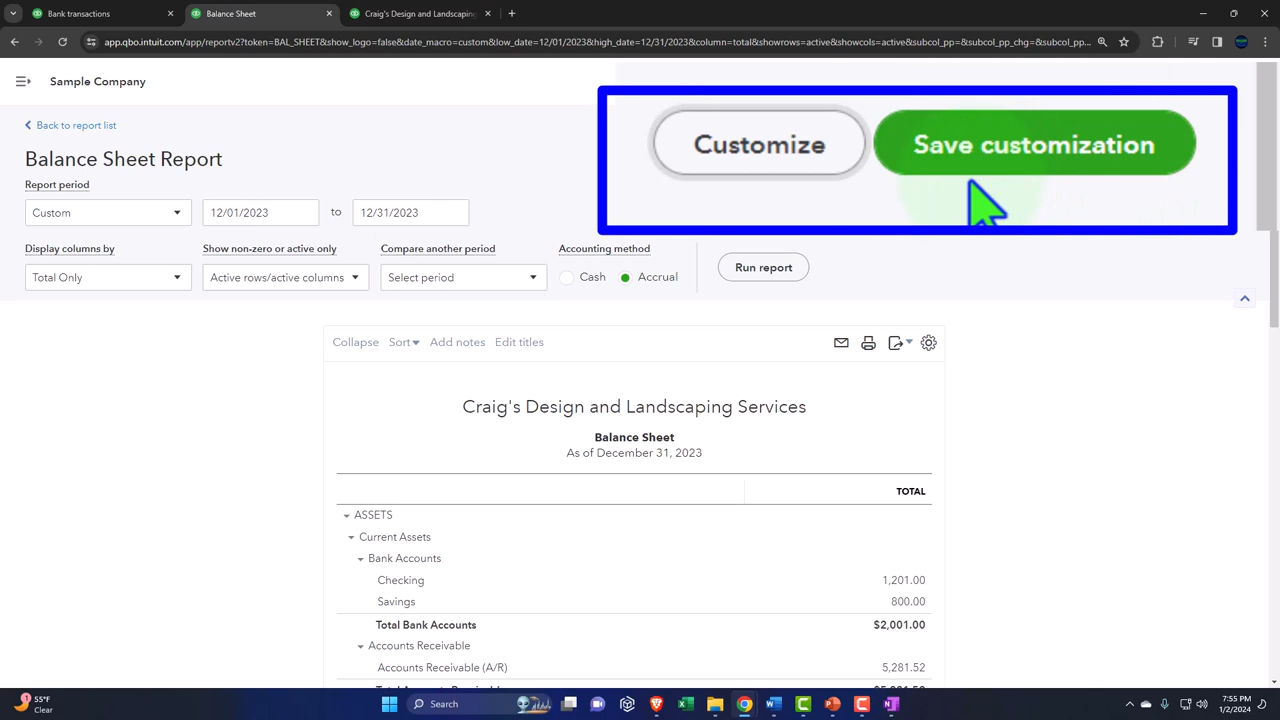 Bank transactions
Balance Sheet
Craig's Design and Landscaping
app.qbo.intuit.com/app/reportv2?token=BAL_SHEET&show_logo=false&date_macro=custom&low_date=12/01/2023&high_date=12/31/2023&column=total&showrows=active&showcols=active&subcol_pp=&subcol_pp_chg=&subcol_pp...
Sample Company
Back to report list
Customize
Save customization
Balance Sheet Report
Report period
Custom
12/01/2023 to 12/31/2023
Display columns by
Show non-zero or active only
Compare another period
Accounting method
Total Only
Active rows/active columns
Select period
Cash
Accrual
Run report
Collapse
Sort
Add notes
Edit titles
Craig's Design and Landscaping Services
Balance Sheet
As of December 31, 2023
TOTAL
ASSETS
Current Assets
Bank Accounts
Checking 1,201.00
Savings 800.00
Total Bank Accounts $2,001.00
Accounts Receivable
Accounts Receivable (A/R) 5,281.52
1
55°F
Clear
Search
7:55 PM
1/2/2024